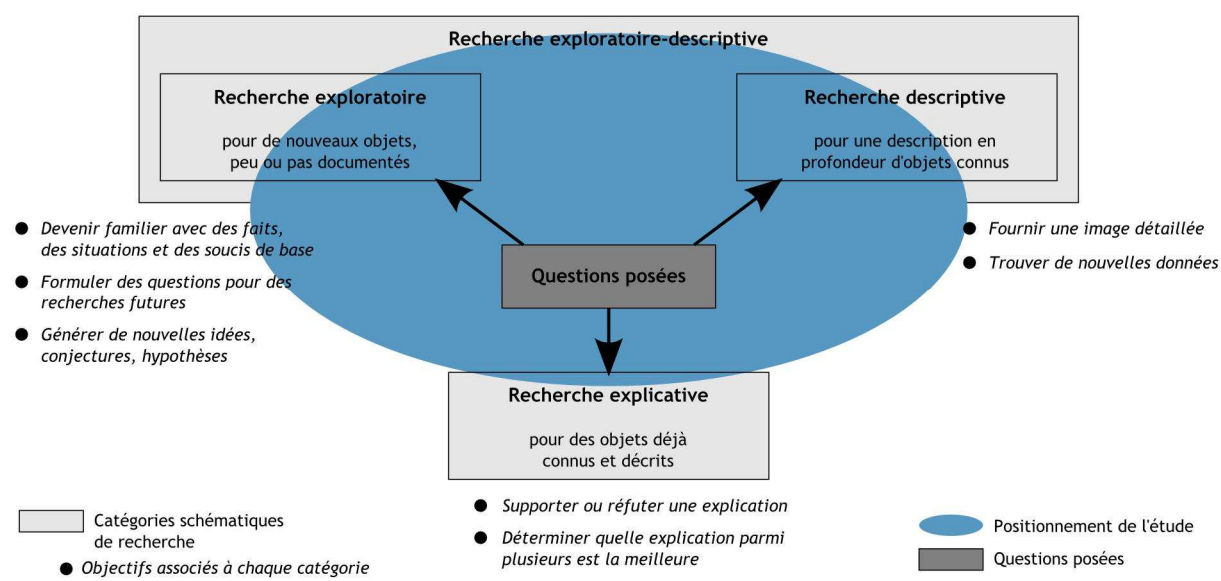 Recherche exploratoire-descriptive
Recherche exploratoire
pour de nouveaux objets,
peu ou pas documentés
Recherche descriptive
pour une description en
profondeur d'objets connus
● Devenir familier avec des faits,
des situations et des soucis de base
● Formuler des questions pour des
recherches futures
● Générer de nouvelles idées,
conjectures, hypothèses
● Fournir une image détaillée
● Trouver de nouvelles données
Questions posées
Recherche explicative
pour des objets déjà
connus et décrits
● Supporter ou réfuter une explication
● Déterminer quelle explication parmi
plusieurs est la meilleure
Catégories schématiques
de recherche
● Objectifs associés à chaque catégorie
Positionnement de l'étude
Questions posées